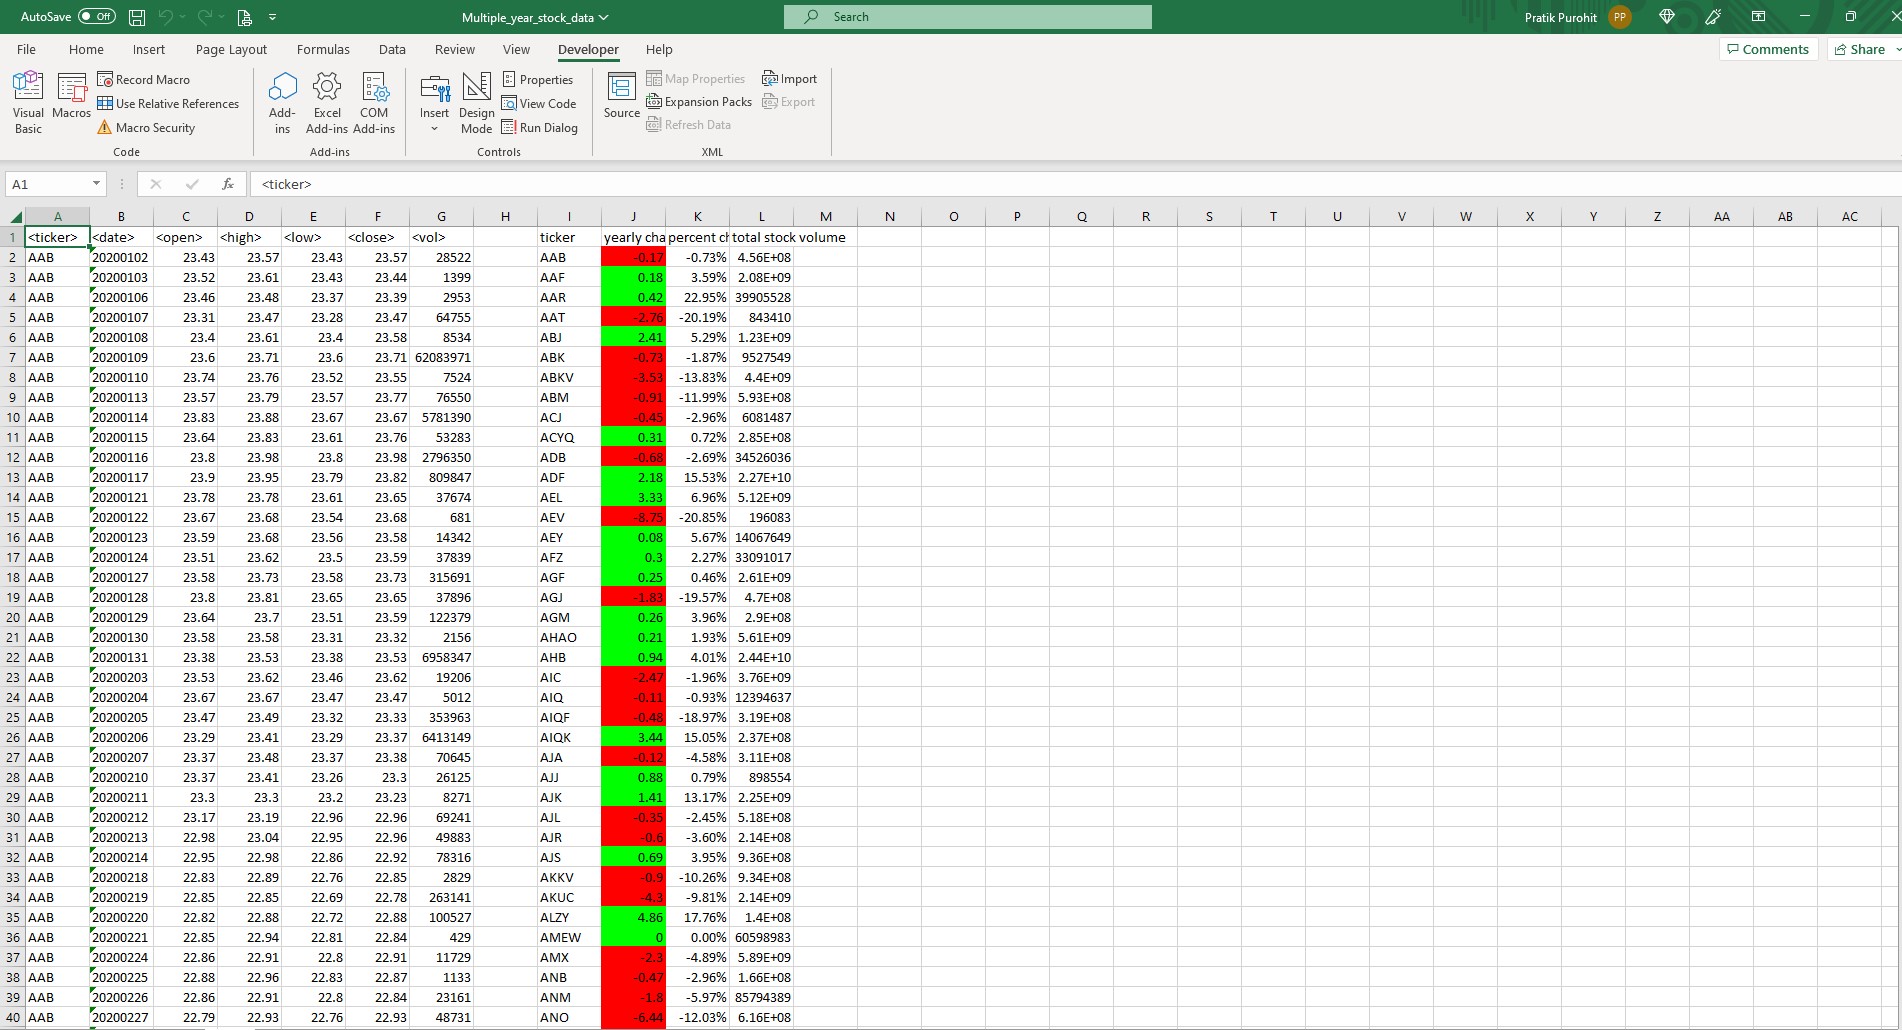 AutoSave Off Multiple_year_stock_data Search Pratik Purohit PP
File Home Insert Page Layout Formulas Data Review View Developer Help Comments Share
Visual Basic
Macros
Record Macro
Use Relative References
Macro Security
Code
Add-ins
Excel Add-ins
COM Add-ins
Add-ins
Insert
Design Mode
Properties
View Code
Run Dialog
Controls
Source
Map Properties
Expansion Packs
Refresh Data
Import
Export
XML
A1 fx <ticker>
A B C D E F G H I J K L M N O P Q R S T U V W X Y Z AA AB AC
1 <ticker> <date> <open> <high> <low> <close> <vol> ticker yearly cha percent ch total stock volume
2 AAB 20200102 23.43 23.57 23.43 23.57 28522 AAB -0.17 -0.73% 4.56E+08
3 AAB 20200103 23.52 23.61 23.43 23.44 1399 AAF 0.18 3.59% 2.08E+09
4 AAB 20200106 23.46 23.48 23.37 23.39 2953 AAR 0.42 22.95% 39905528
5 AAB 20200107 23.31 23.47 23.28 23.47 64755 AAT -2.76 -20.19% 843410
6 AAB 20200108 23.4 23.61 23.4 23.58 8534 ABJ 2.41 5.29% 1.23E+09
7 AAB 20200109 23.6 23.71 23.6 23.71 62083971 ABK -0.73 -1.87% 9527549
8 AAB 20200110 23.74 23.76 23.52 23.55 7524 ABKV -3.53 -13.83% 4.4E+09
9 AAB 20200113 23.57 23.79 23.57 23.77 76550 ABM -0.91 -11.99% 5.93E+08
10 AAB 20200114 23.83 23.88 23.67 23.67 5781390 ACJ -0.45 -2.96% 6081487
11 AAB 20200115 23.64 23.83 23.61 23.76 53283 ACYQ 0.31 0.72% 2.85E+08
12 AAB 20200116 23.8 23.98 23.8 23.98 2796350 ADB -0.68 -2.69% 34526036
13 AAB 20200117 23.9 23.95 23.79 23.82 809847 ADF 2.18 15.53% 2.27E+10
14 AAB 20200121 23.78 23.78 23.61 23.65 37674 AEL 3.33 6.96% 5.12E+09
15 AAB 20200122 23.67 23.68 23.54 23.68 681 AEV -8.75 -20.85% 196083
16 AAB 20200123 23.59 23.68 23.56 23.58 14342 AEY 0.08 5.67% 14067649
17 AAB 20200124 23.51 23.62 23.5 23.59 37839 AFZ 0.3 2.27% 33091017
18 AAB 20200127 23.58 23.73 23.58 23.73 315691 AGF 0.25 0.46% 2.61E+09
19 AAB 20200128 23.8 23.81 23.65 23.65 37896 AGJ -1.83 -19.57% 4.7E+08
20 AAB 20200129 23.64 23.7 23.51 23.59 122379 AGM 0.26 3.96% 2.9E+08
21 AAB 20200130 23.58 23.58 23.31 23.32 2156 AHAO 0.21 1.93% 5.61E+09
22 AAB 20200131 23.38 23.53 23.38 23.53 6958347 AHB 0.94 4.01% 2.44E+10
23 AAB 20200203 23.53 23.62 23.46 23.62 19206 AIC -2.47 -1.96% 3.76E+09
24 AAB 20200204 23.67 23.67 23.47 23.47 5012 AIQ -0.11 -0.93% 12394637
25 AAB 20200205 23.47 23.49 23.32 23.33 353963 AIQF -0.48 -18.97% 3.19E+08
26 AAB 20200206 23.29 23.41 23.29 23.37 6413149 AIQK 3.44 15.05% 2.37E+08
27 AAB 20200207 23.37 23.48 23.37 23.38 70645 AJA -0.12 -4.58% 3.11E+08
28 AAB 20200210 23.37 23.41 23.26 23.3 26125 AJJ 0.88 0.79% 898554
29 AAB 20200211 23.3 23.3 23.2 23.23 8271 AJK 1.41 13.17% 2.25E+09
30 AAB 20200212 23.17 23.19 22.96 22.96 69241 AJL -0.35 -2.45% 5.18E+08
31 AAB 20200213 22.98 23.04 22.95 22.96 49883 AJR -0.6 -3.60% 2.14E+08
32 AAB 20200214 22.95 22.98 22.86 22.92 78316 AJS 0.69 3.95% 9.36E+08
33 AAB 20200218 22.83 22.89 22.76 22.85 2829 AKKV -0.9 -10.26% 9.34E+08
34 AAB 20200219 22.85 22.85 22.69 22.78 263141 AKUC -4.3 -9.81% 2.14E+09
35 AAB 20200220 22.82 22.88 22.72 22.88 100527 ALZY 4.86 17.76% 1.4E+08
36 AAB 20200221 22.85 22.94 22.81 22.84 429 AMEW 0 0.00% 60598983
37 AAB 20200224 22.86 22.91 22.8 22.91 11729 AMX -2.3 -4.89% 5.89E+09
38 AAB 20200225 22.88 22.96 22.83 22.87 1133 ANB -0.47 -2.96% 1.66E+08
39 AAB 20200226 22.86 22.91 22.8 22.84 23161 ANM -1.8 -5.97% 85794389
40 AAB 20200227 22.79 22.93 22.76 22.93 48731 ANO -6.44 -12.03% 6.16E+08